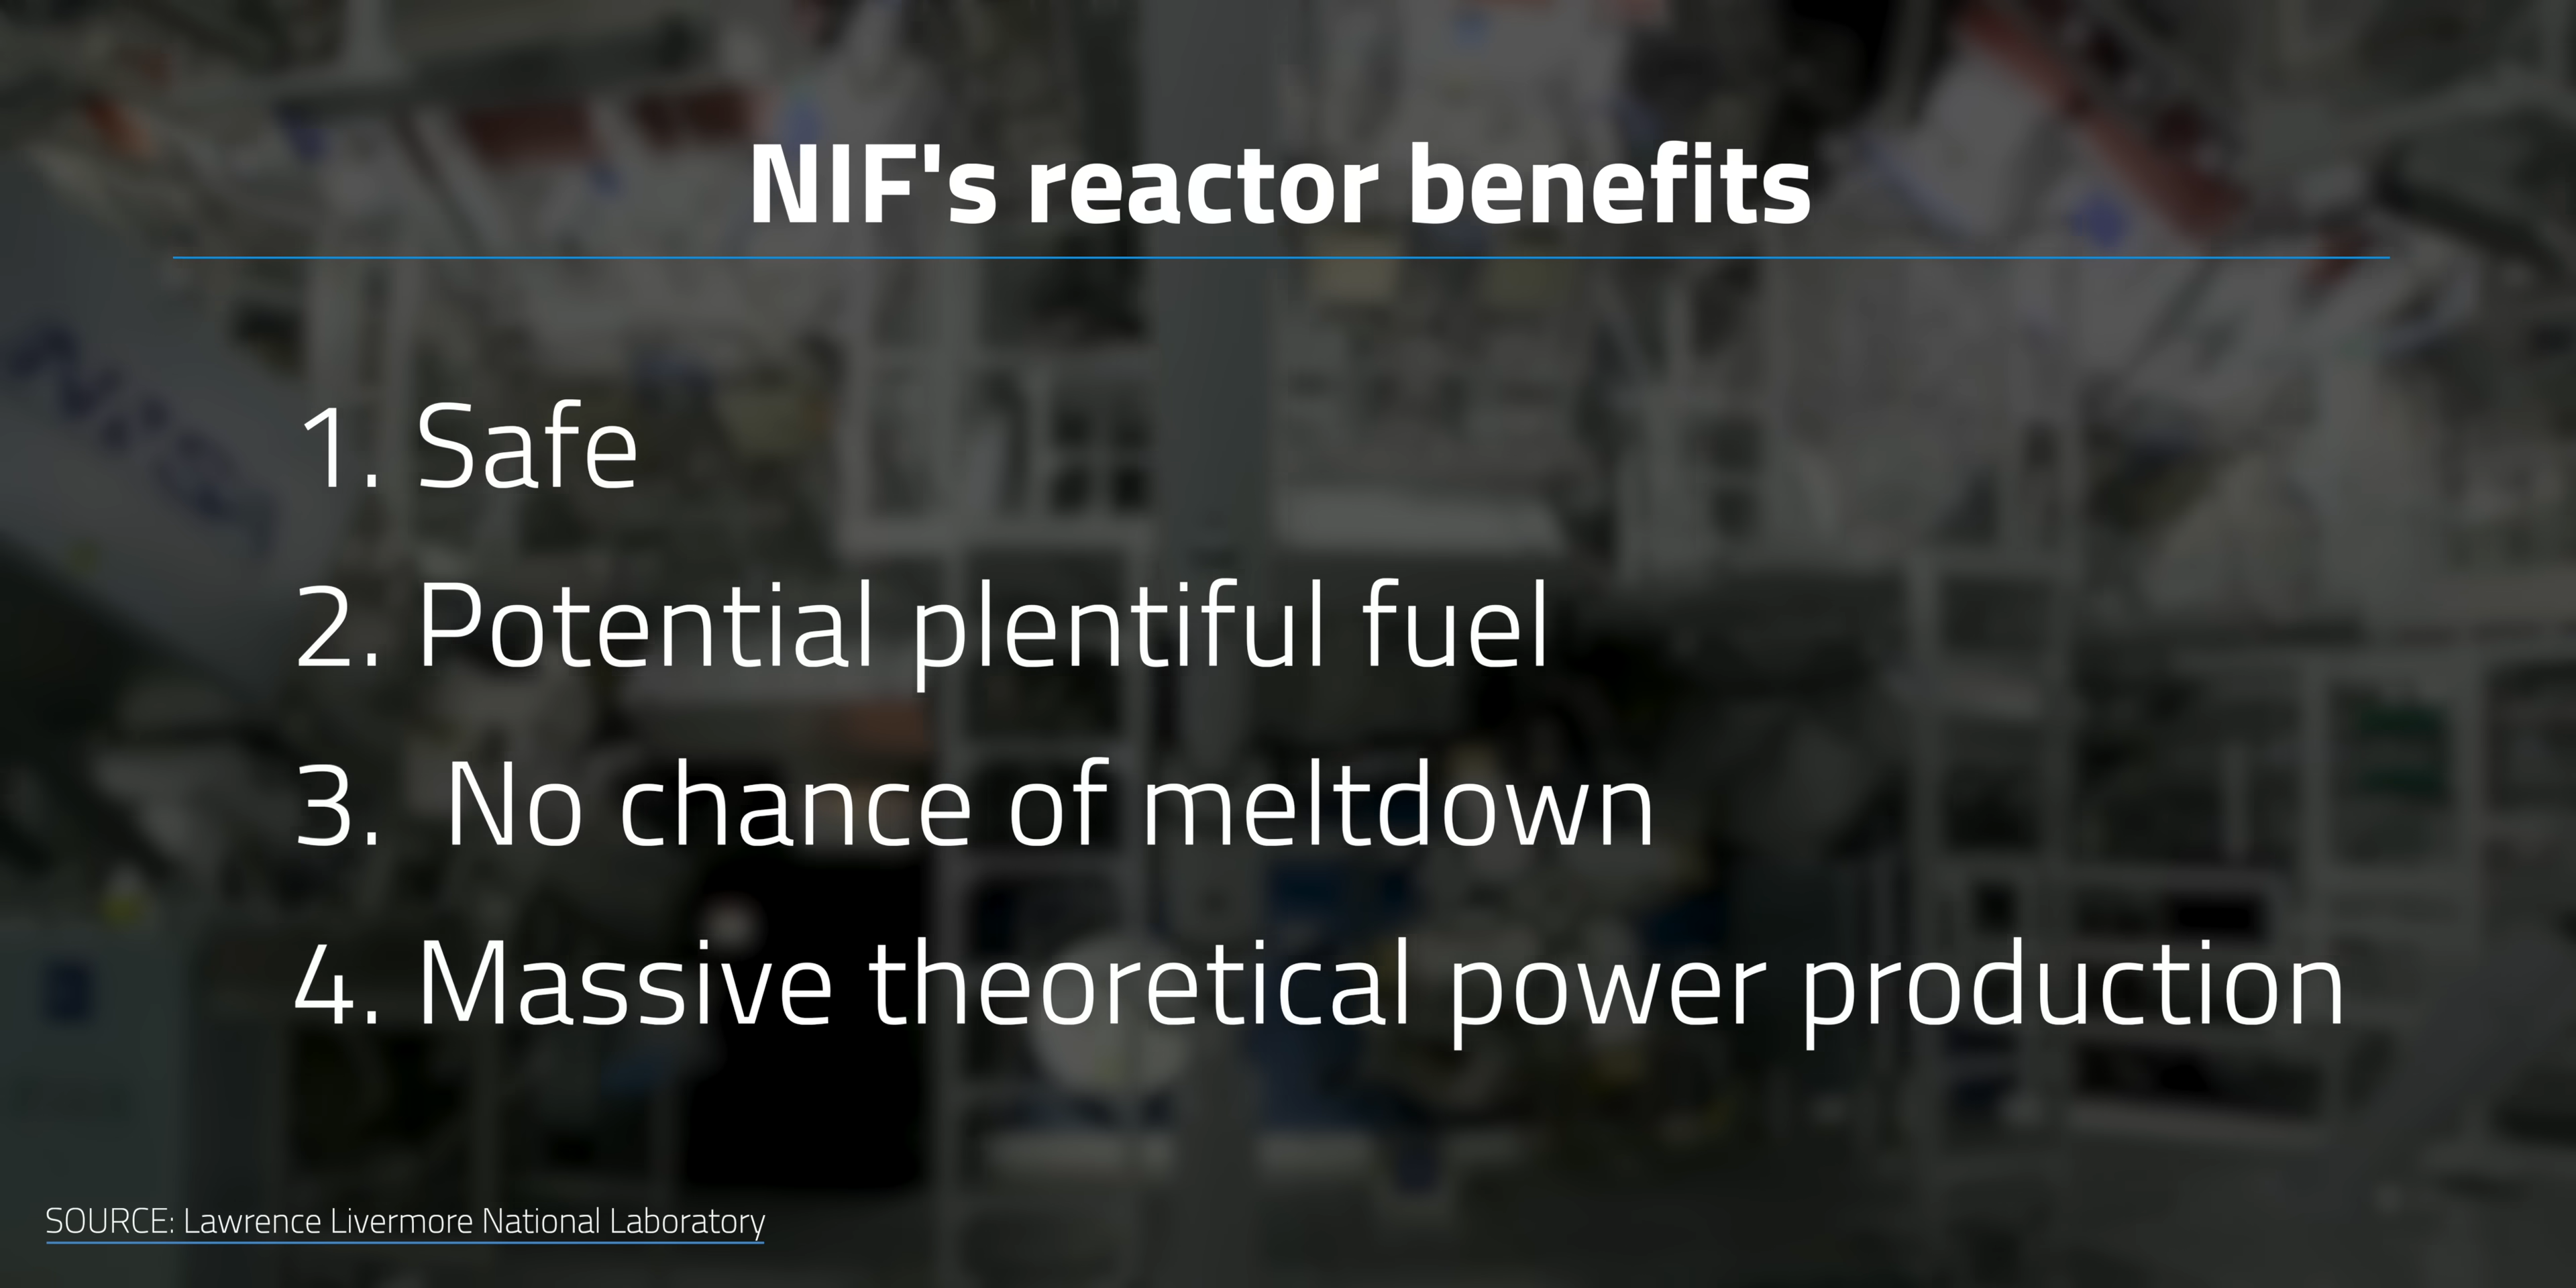 NIF's reactor benefits
1. Safe
2. Potential plentiful fuel
3. No chance of meltdown
4. Massive theoretical power production
SOURCE: Lawrence Livermore National Laboratory